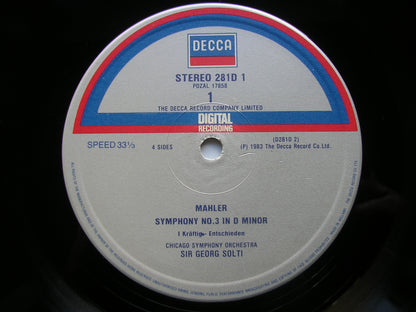 DECCA
STEREO 281D 1
PDZAL 17858
1
THE DECCA RECORD COMPANY LIMITED
DIGITAL
RECORDING
SPEED 33⅓
4 SIDES
(D281D 2)
(P) 1983 The Decca Record Co. Ltd.
MAHLER
SYMPHONY NO.3 IN D MINOR
I Kräftig - Entschieden
CHICAGO SYMPHONY ORCHESTRA
SIR GEORG SOLTI